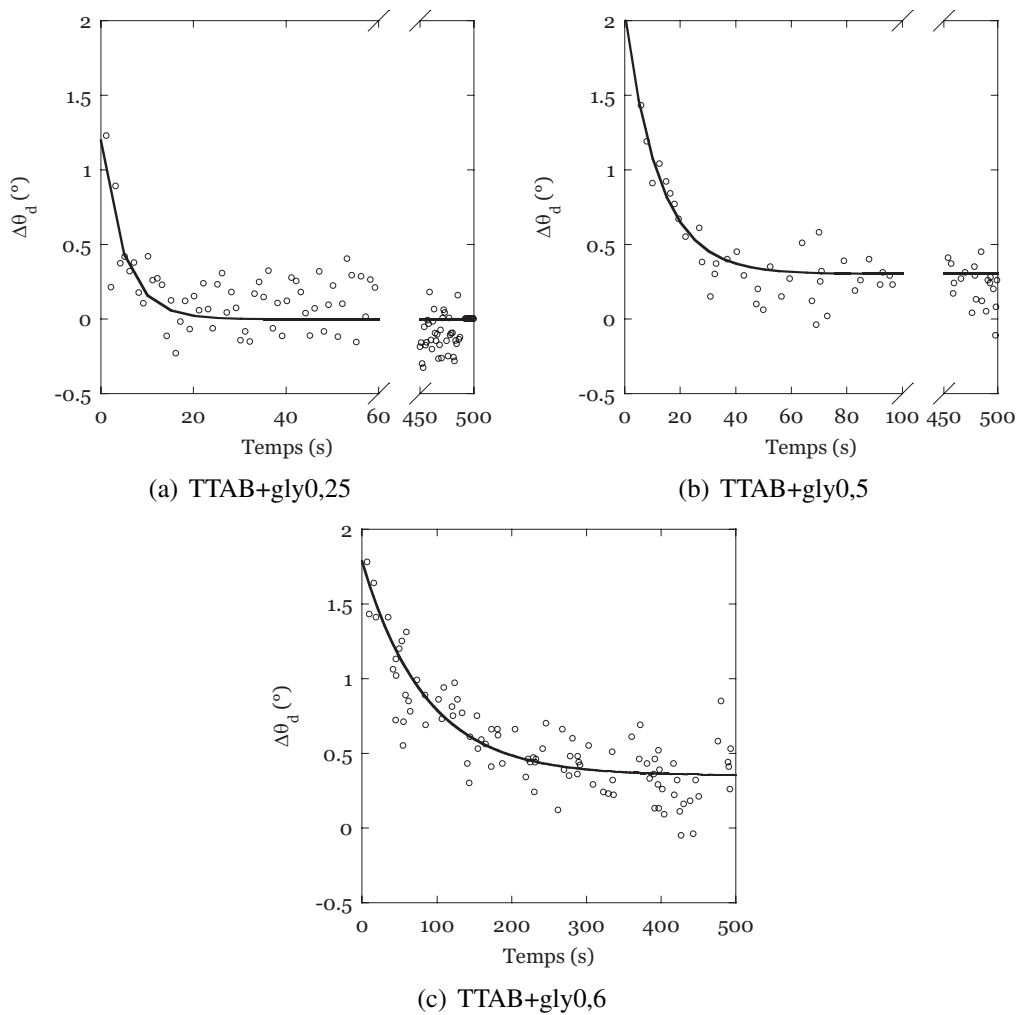 2
1.5
1
0.5
0
-0.5
Δθd (º)
0 20 40 60 450 500
Temps (s)
(a) TTAB+gly0,25
2
1.5
1
0.5
0
-0.5
Δθd (º)
0 20 40 60 80 100 450 500
Temps (s)
(b) TTAB+gly0,5
2
1.5
1
0.5
0
-0.5
Δθd (º)
0 100 200 300 400 500
Temps (s)
(c) TTAB+gly0,6